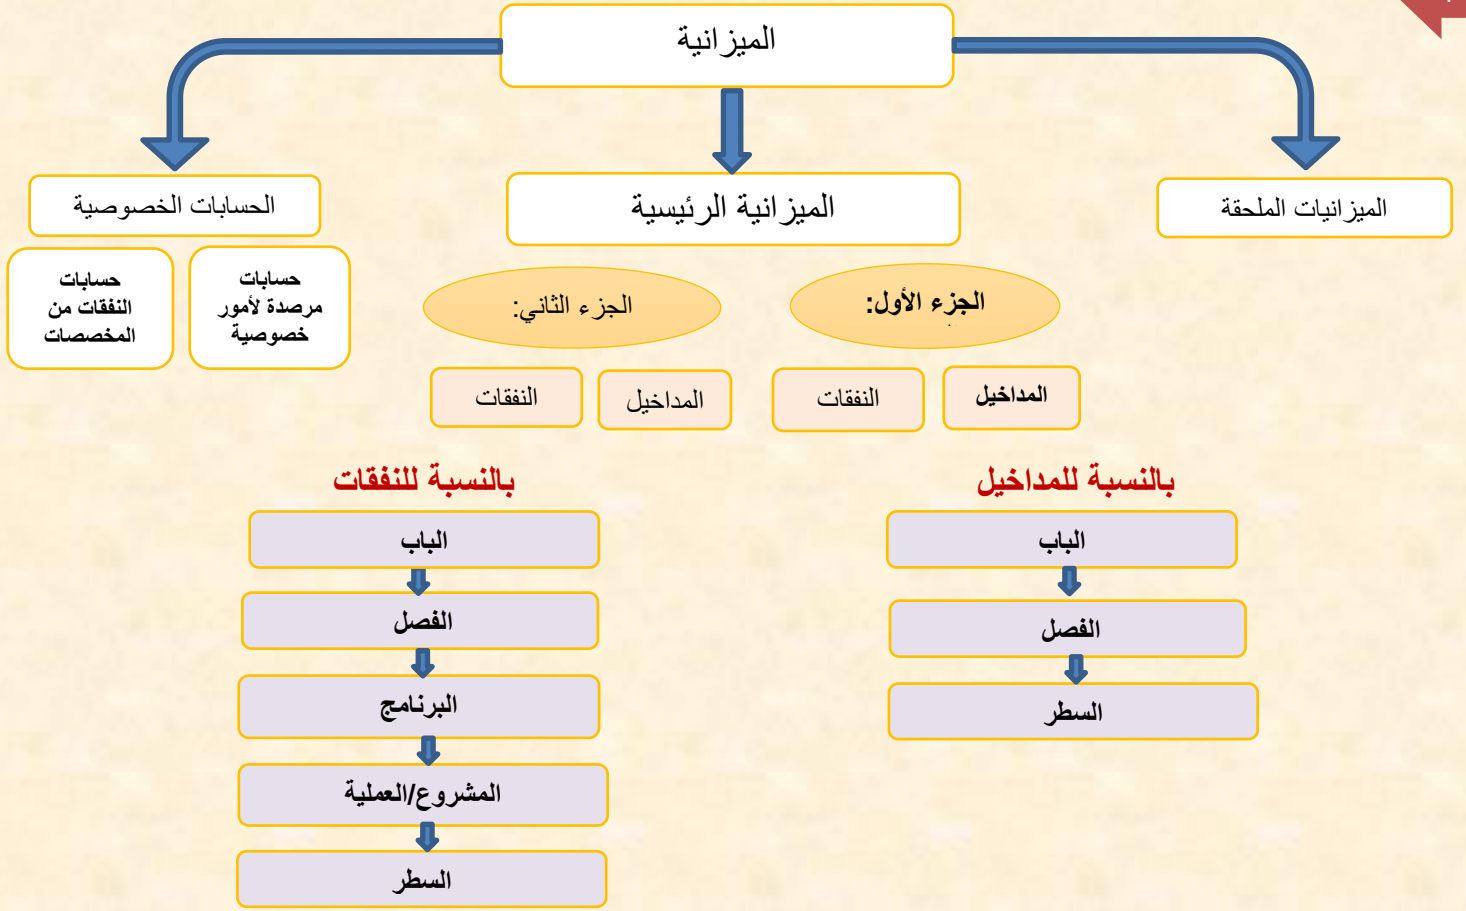 الميزانية
الميزانيات الملحقة
الميزانية الرئيسية
الحسابات الخصوصية
حسابات
مرصدة لأمور
خصوصية
حسابات
النفقات من
المخصصات
الجزء الأول:
الجزء الثاني:
المداخيل
النفقات
المداخيل
النفقات
بالنسبة للمداخيل
الباب
الفصل
السطر
بالنسبة للنفقات
الباب
الفصل
البرنامج
المشروع/العملية
السطر